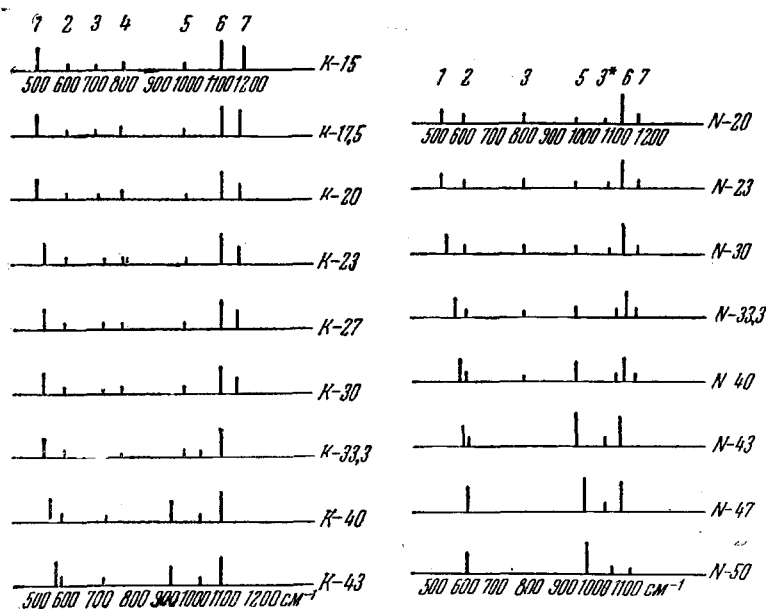 1 2 3 4 5 6 7
K-15
500 600 700 800 900 1000 1100 1200
K-17,5
K-20
K-23
K-27
K-30
K-33,3
K-40
K-43
500 600 700 800 900 1000 1100 1200 см⁻¹
1 2 3 5 3* 6 7
N-20
500 600 700 800 900 1000 1100 1200
N-23
N-30
N-33,3
N-40
N-43
N-47
N-50
500 600 700 800 900 1000 1100 см⁻¹